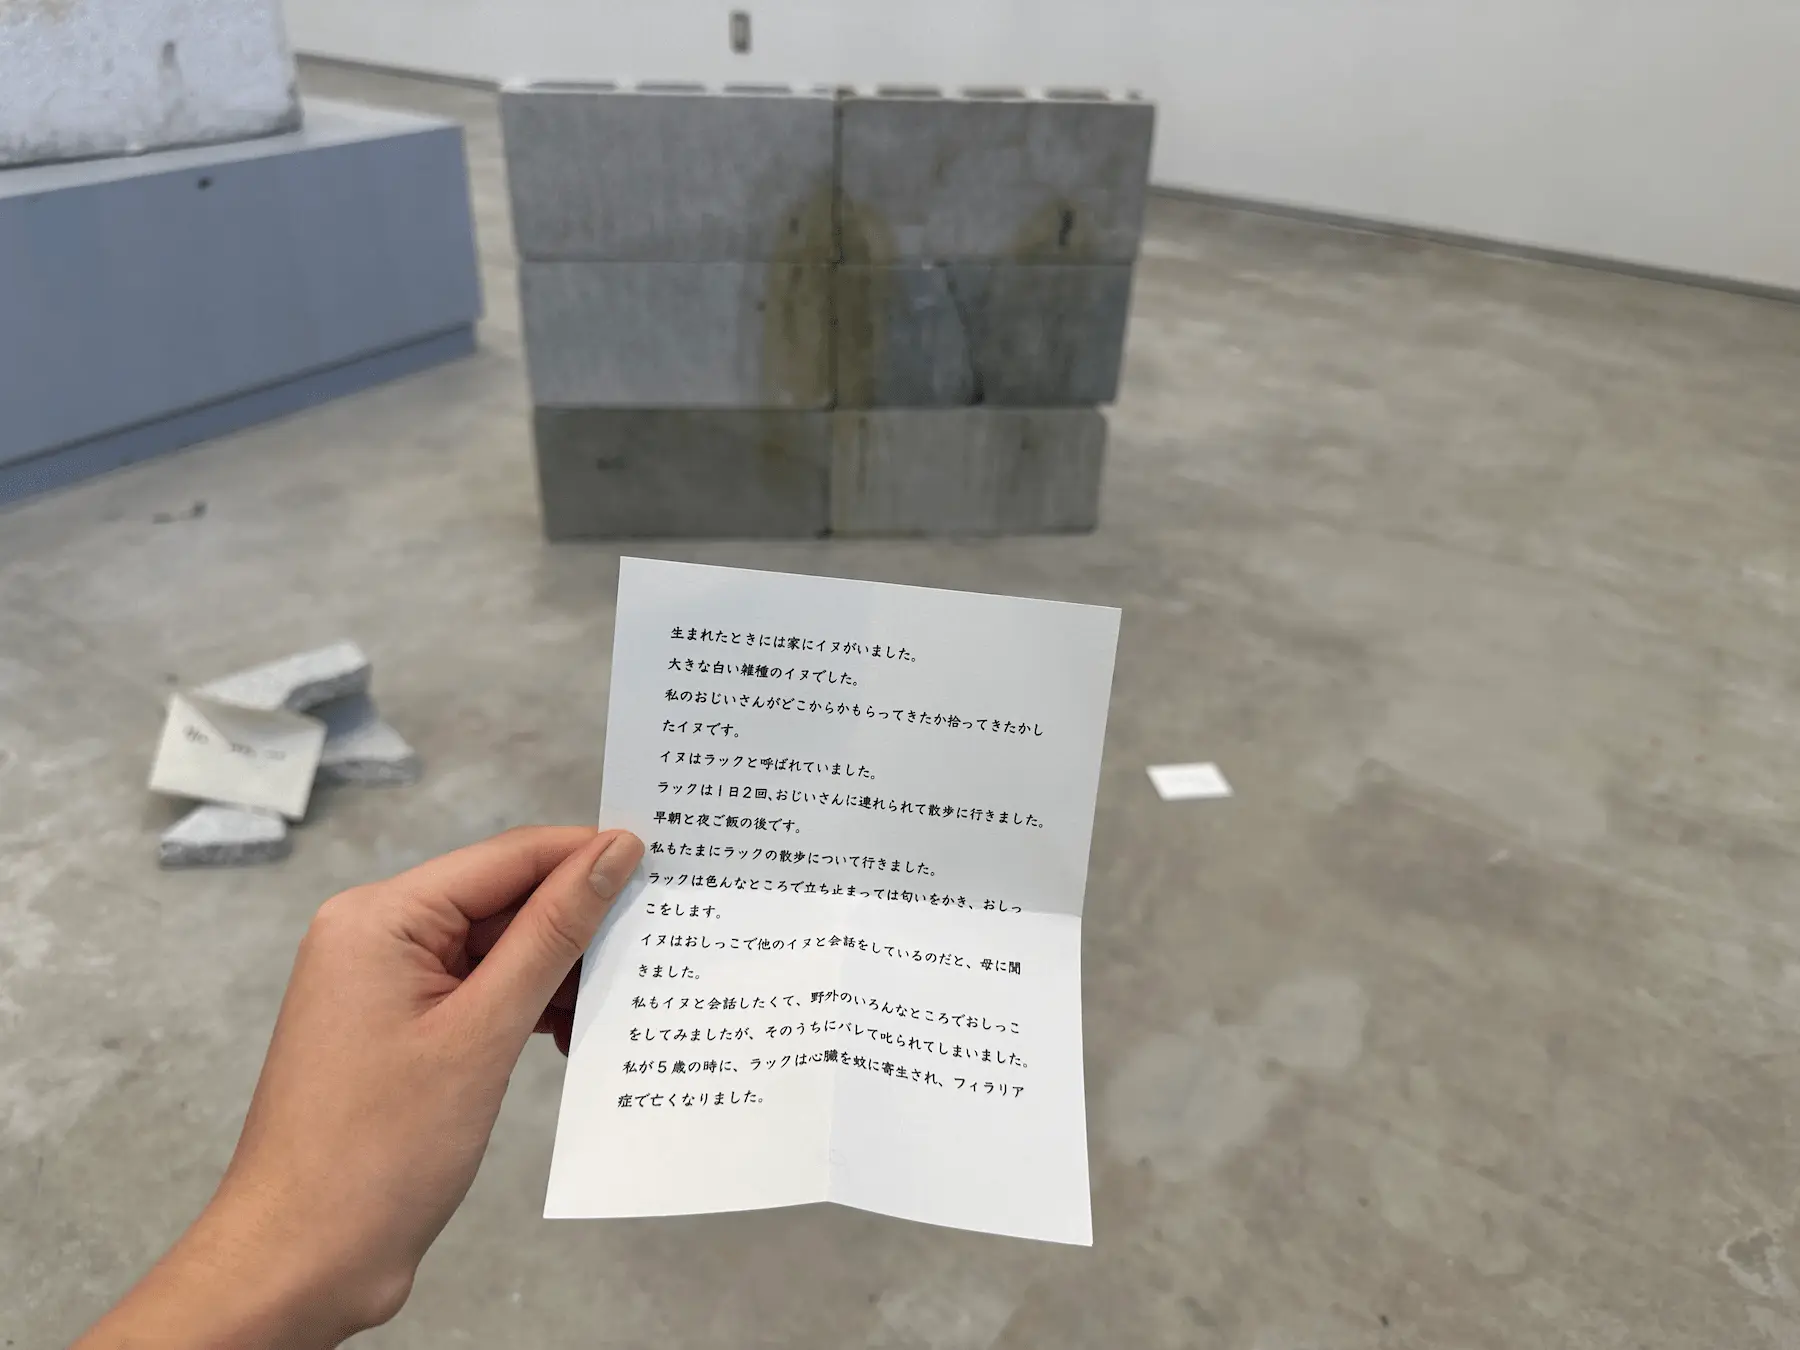 生まれたときには家にイヌがいました。
大きな白い雑種のイヌでした。
私のおじいさんがどこからかもらってきたか拾ってきたかし
たイヌです。
イヌはラックと呼ばれていました。
ラックは1日2回、おじいさんに連れられて散歩に行きました。
早朝と夜ご飯の後です。
私もたまにラックの散歩について行きました。
ラックは色んなところで立ち止まっては匂いをかき、おしっ
こをします。
イヌはおしっこで他のイヌと会話をしているのだと、母に聞
きました。
私もイヌと会話したくて、野外のいろんなところでおしっこ
をしてみましたが、そのうちにバレて叱られてしまいました。
私が5歳の時に、ラックは心臓を蚊に寄生され、フィラリア
症で亡くなりました。